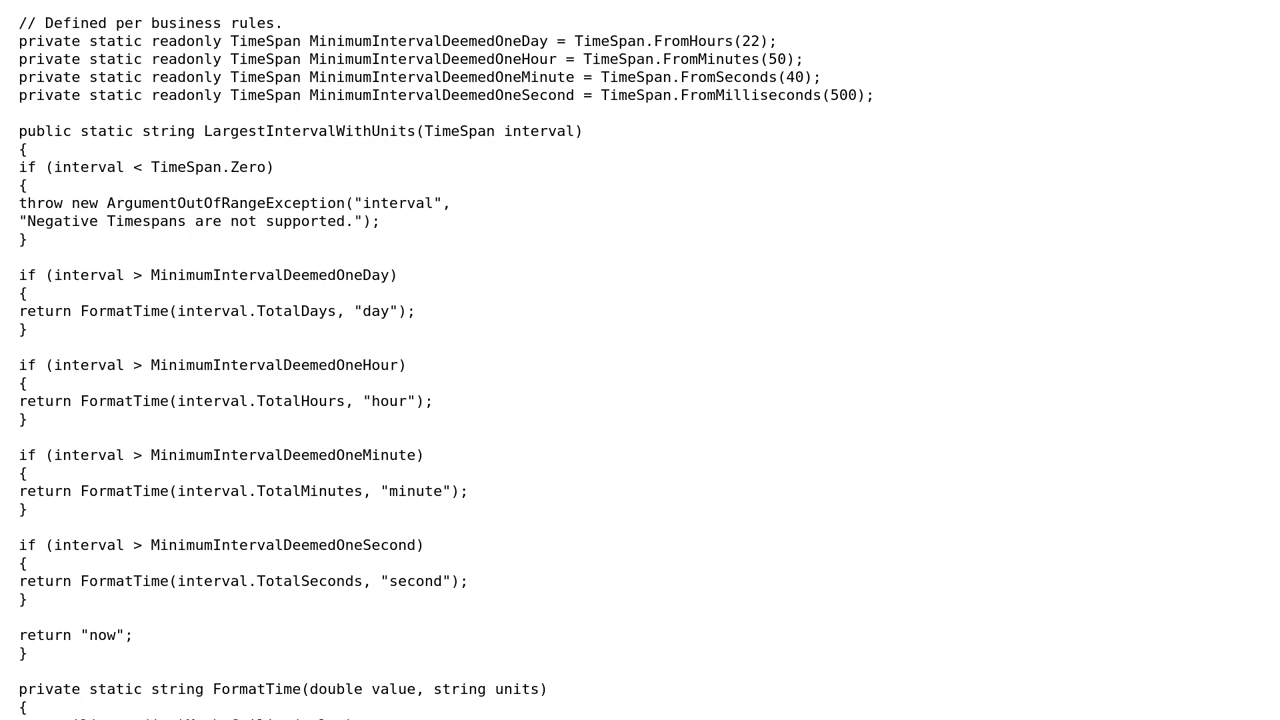 // Defined per business rules.
private static readonly TimeSpan MinimumIntervalDeemedOneDay = TimeSpan.FromHours(22);
private static readonly TimeSpan MinimumIntervalDeemedOneHour = TimeSpan.FromMinutes(50);
private static readonly TimeSpan MinimumIntervalDeemedOneMinute = TimeSpan.FromSeconds(40);
private static readonly TimeSpan MinimumIntervalDeemedOneSecond = TimeSpan.FromMilliseconds(500);

public static string LargestIntervalWithUnits(TimeSpan interval)
{
if (interval < TimeSpan.Zero)
{
throw new ArgumentOutOfRangeException("interval",
"Negative Timespans are not supported.");
}

if (interval > MinimumIntervalDeemedOneDay)
{
return FormatTime(interval.TotalDays, "day");
}

if (interval > MinimumIntervalDeemedOneHour)
{
return FormatTime(interval.TotalHours, "hour");
}

if (interval > MinimumIntervalDeemedOneMinute)
{
return FormatTime(interval.TotalMinutes, "minute");
}

if (interval > MinimumIntervalDeemedOneSecond)
{
return FormatTime(interval.TotalSeconds, "second");
}

return "now";
}

private static string FormatTime(double value, string units)
{